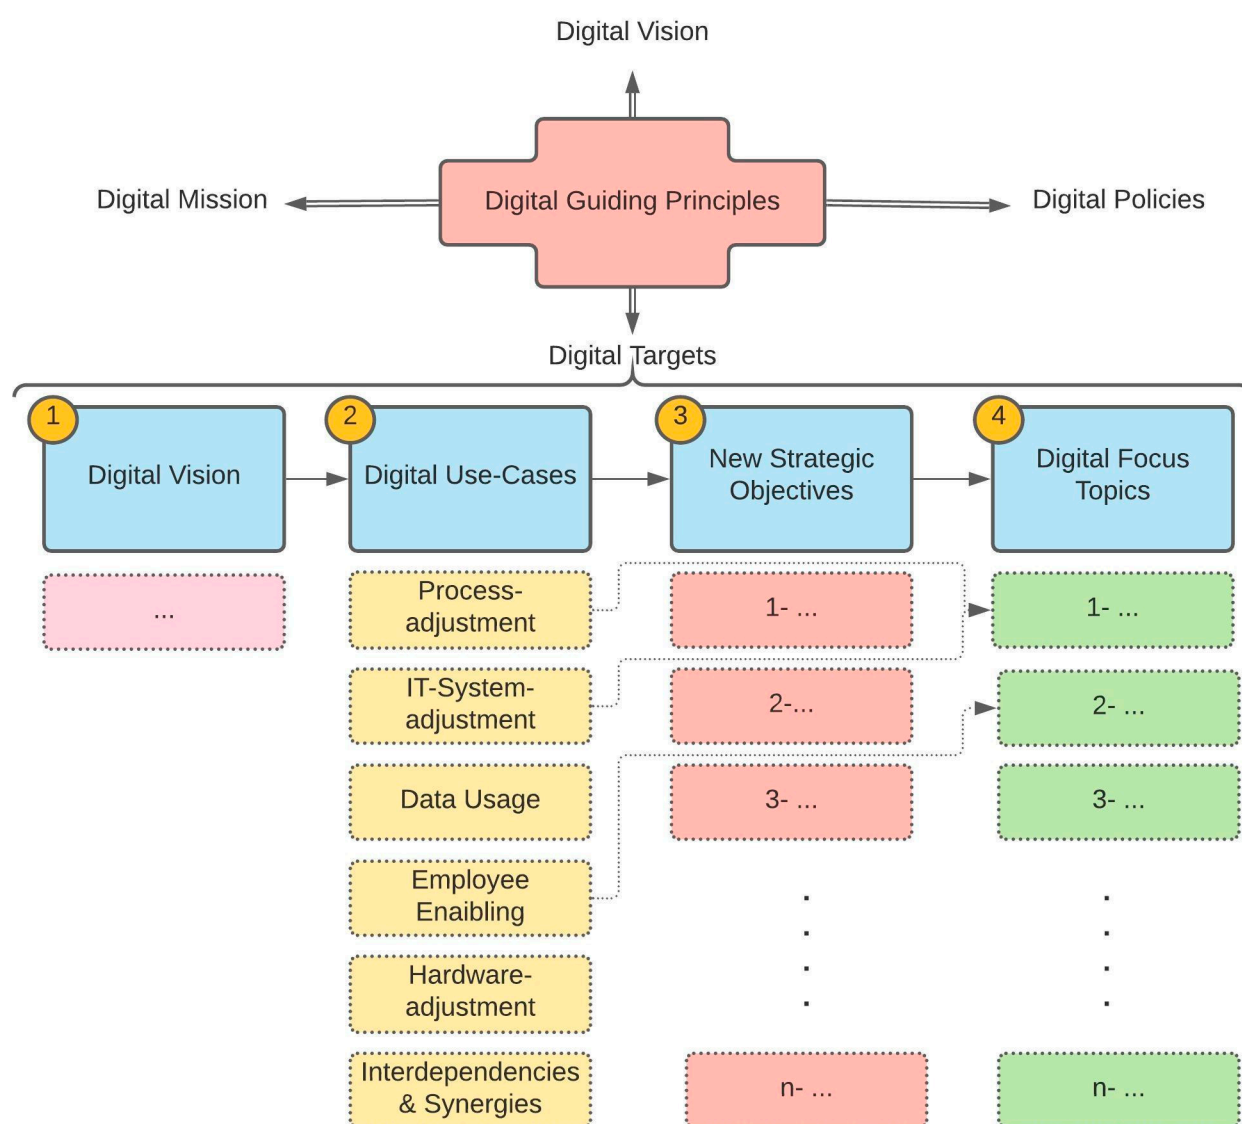 Digital Vision
Digital Mission
Digital Guiding Principles
Digital Policies
Digital Targets
1
2
3
4
Digital Vision
Digital Use-Cases
New Strategic
Objectives
Digital Focus
Topics
...
Process-
adjustment
1- ...
1- ...
IT-System-
adjustment
2-...
2- ...
Data Usage
3- ...
3- ...
Employee
Enaibling
Hardware-
adjustment
Interdependencies
& Synergies
n- ...
n- ...